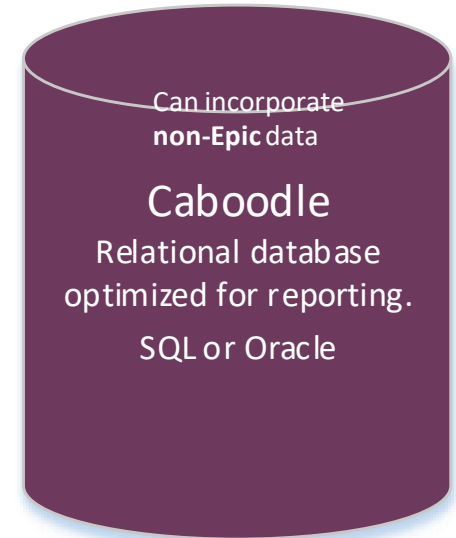 Can incorporate
non-Epic data
Caboodle
Relational database
optimized for reporting.
SQL or Oracle